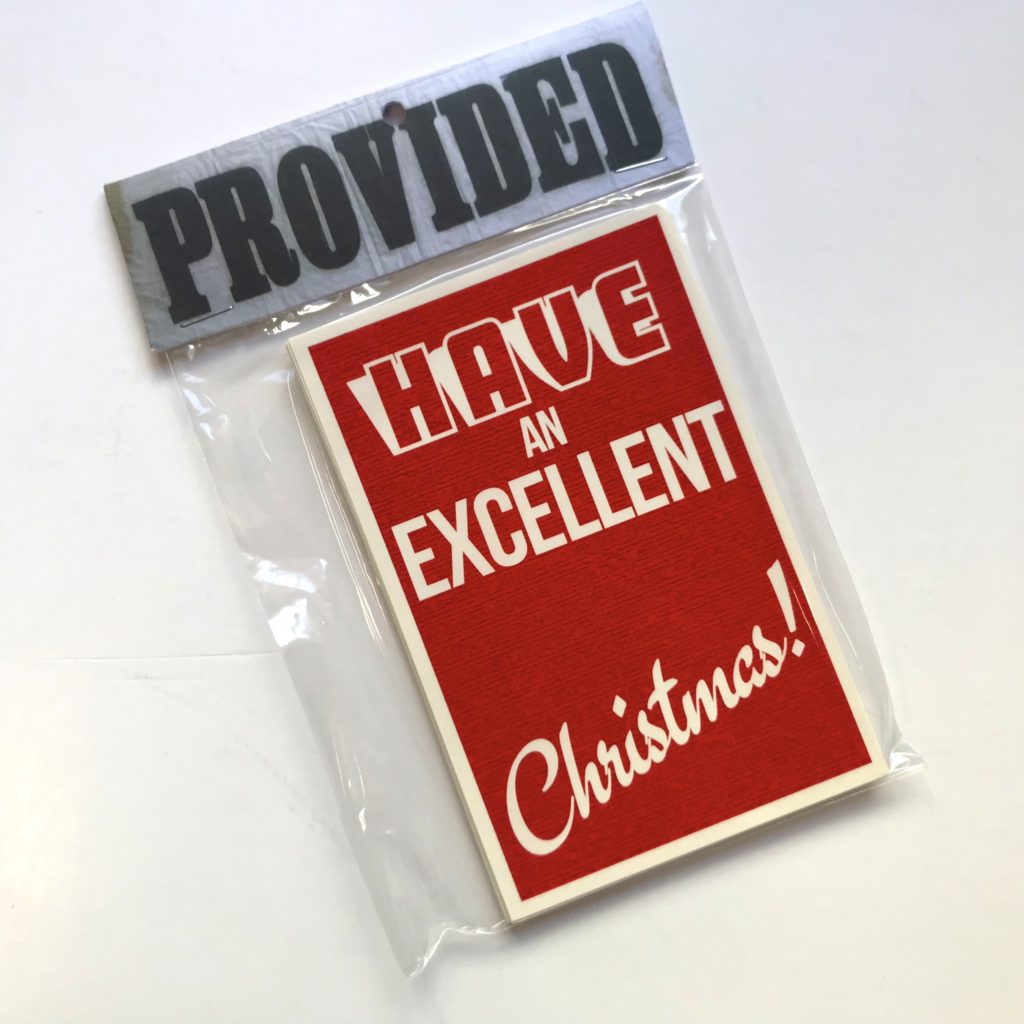 PROVIDED
HAVE
AN
EXCELLENT
Christmas!